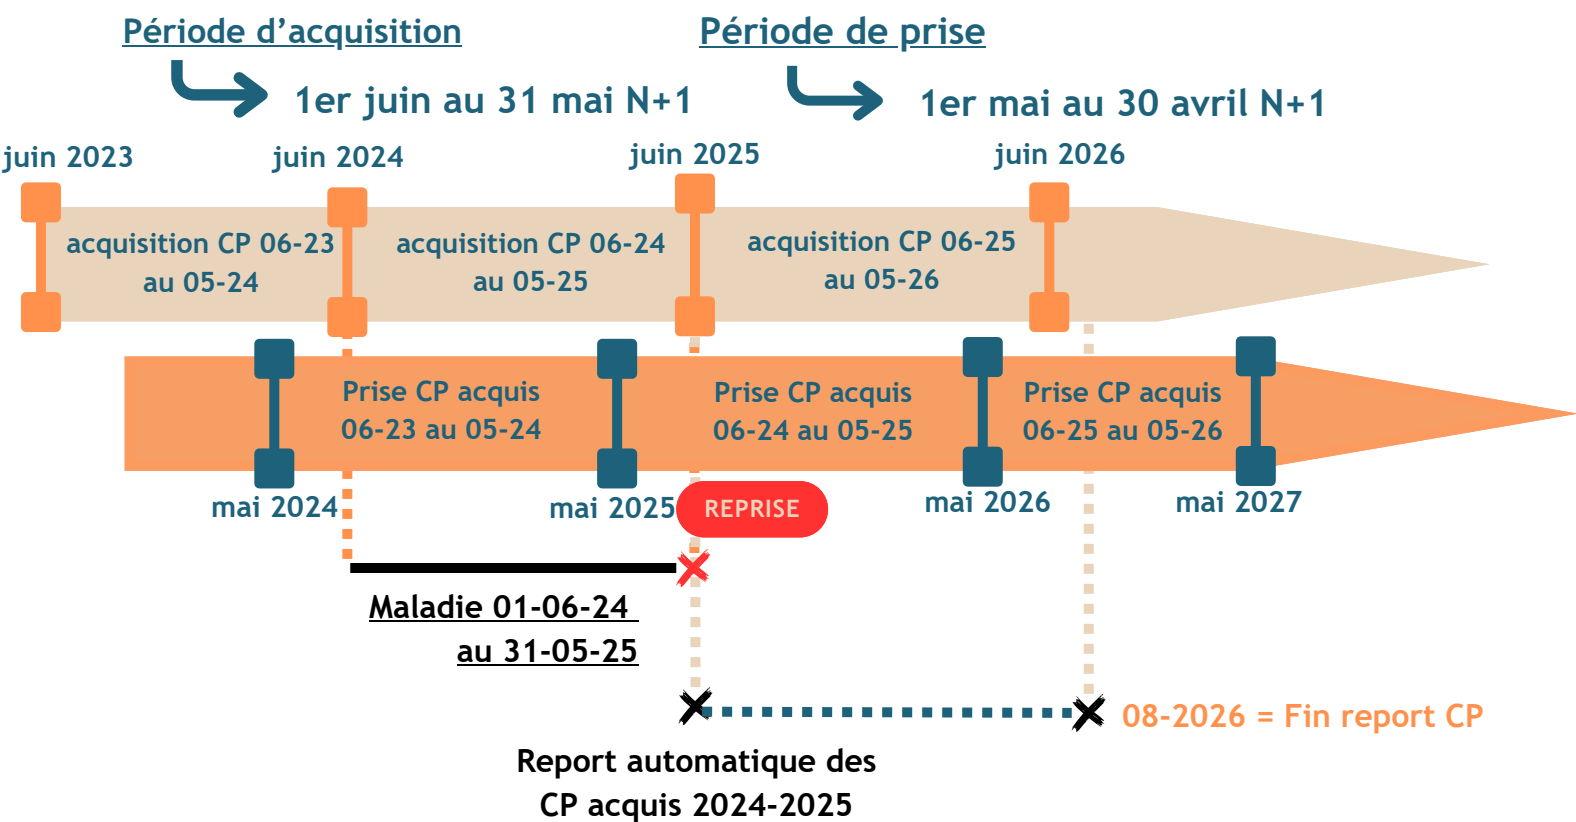 Période d’acquisition
Période de prise
1er juin au 31 mai N+1
1er mai au 30 avril N+1
juin 2023
juin 2024
juin 2025
juin 2026
acquisition CP 06-23
au 05-24
acquisition CP 06-24
au 05-25
acquisition CP 06-25
au 05-26
Prise CP acquis
06-23 au 05-24
Prise CP acquis
06-24 au 05-25
Prise CP acquis
06-25 au 05-26
mai 2024
mai 2025
REPRISE
mai 2026
mai 2027
Maladie 01-06-24
au 31-05-25
08-2026 = Fin report CP
Report automatique des
CP acquis 2024-2025